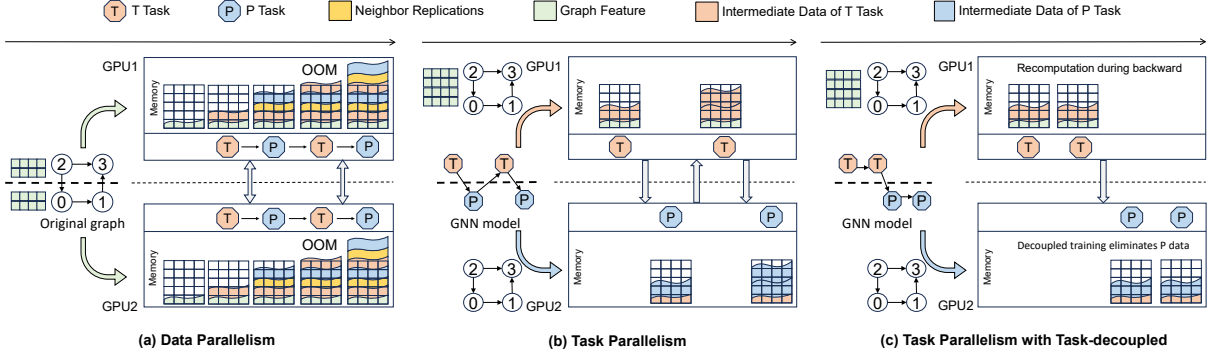 T T Task P P Task Neighbor Replications Graph Feature Intermediate Data of T Task Intermediate Data of P Task
GPU1
Memory
OOM
T P T P
2 3
0 1
Original graph
T P T P
OOM
Memory
GPU2
(a) Data Parallelism
2 3
0 1
GPU1
Memory
T T
T T
P P
GNN model
P P
Memory
2 3
0 1
GPU2
(b) Task Parallelism
2 3
0 1
GPU1
Memory
Recomputation during backward
T T
T T
P P
GNN model
P P
Decoupled training eliminates P data
Memory
2 3
0 1
GPU2
(c) Task Parallelism with Task-decoupled